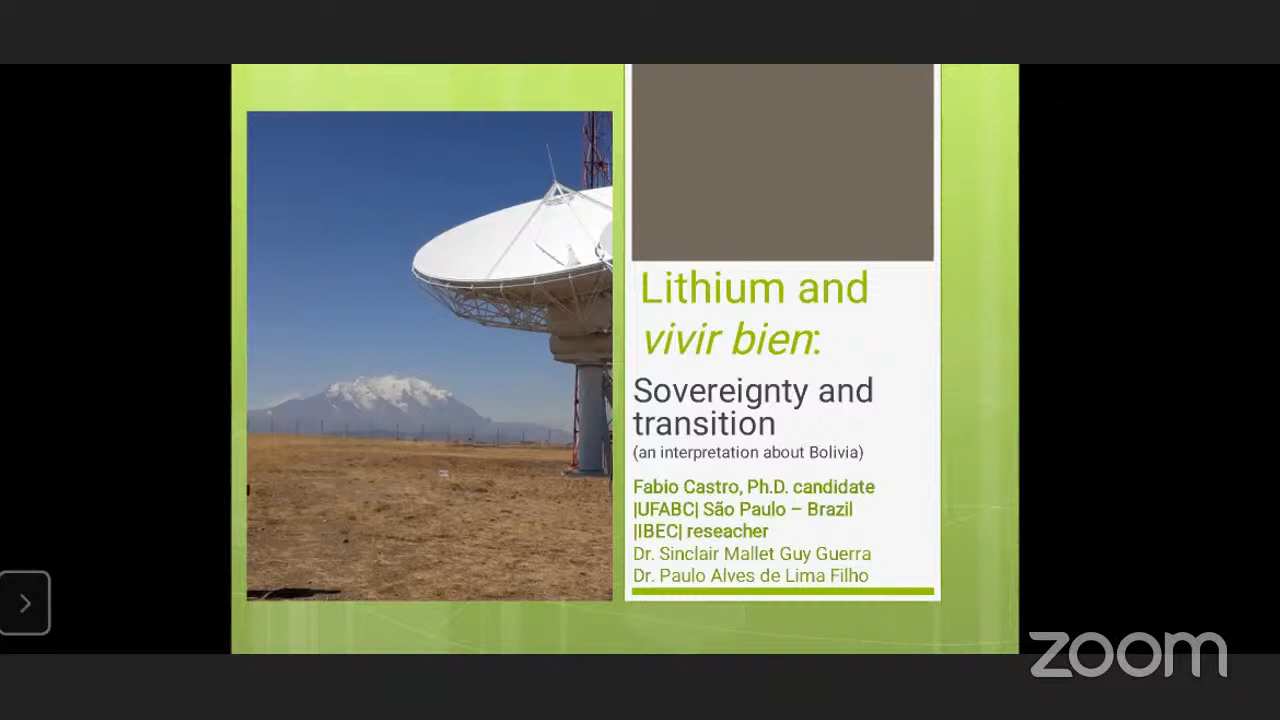 Lithium and
vivir bien:
Sovereignty and
transition
(an interpretation about Bolivia)
Fabio Castro, Ph.D. candidate
|UFABC| São Paulo – Brazil
|IBEC| reseacher
Dr. Sinclair Mallet Guy Guerra
Dr. Paulo Alves de Lima Filho
zoom